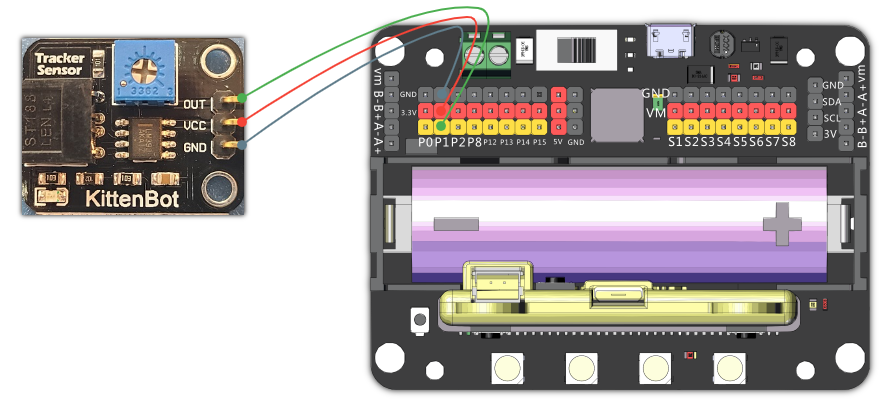 Tracker
Sensor
3362
OUT
VCC
GND
KittenBot
Vm B-B+A-A+
GND
3.3V
P0 P1 P2 P8 P12 P13 P14 P15 5V GND
GND
VM
S1 S2 S3 S4 S5 S6 S7 S8
GND
SDA
SCL
3V
B-B+A-A+Vm